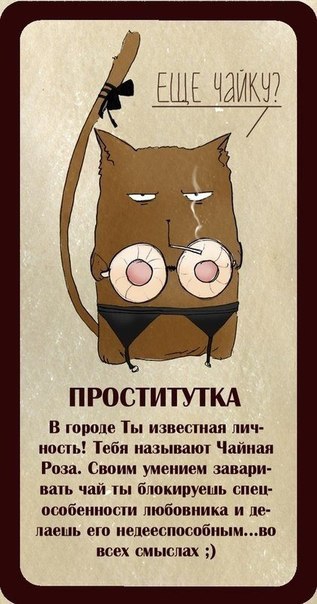 ЕЩЕ ЧАЙКУ?
ПРОСТИТУТКА
В городе Ты известная лич-
ность! Тебя называют Чайная
Роза. Своим умением завари-
вать чай ты блокируешь спец-
особенности любовника и де-
лаешь его недееспособным...во
всех смыслах ;)